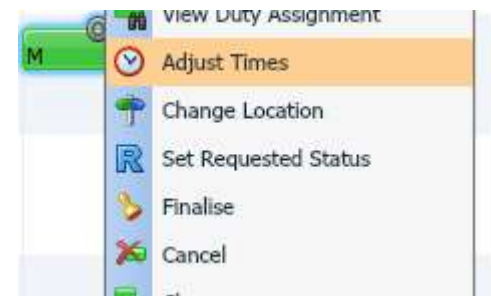 View Duty Assignment
M
Adjust Times
Change Location
R
Set Requested Status
Finalise
Cancel